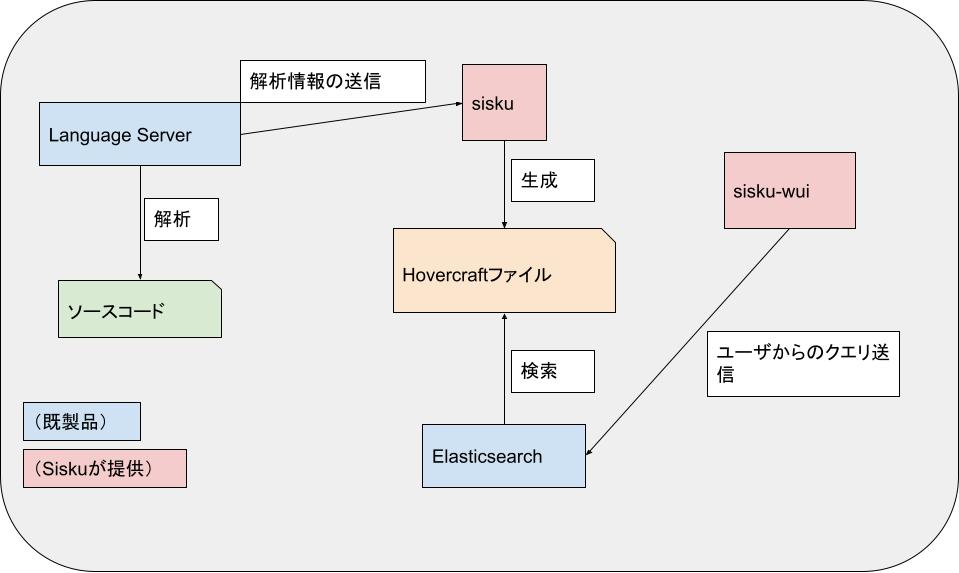 解析情報の送信
sisku
Language Server
生成
sisku-wui
解析
Hovercraftファイル
ソースコード
ユーザからのクエリ送
信
検索
（既製品）
Elasticsearch
（Siskuが提供）